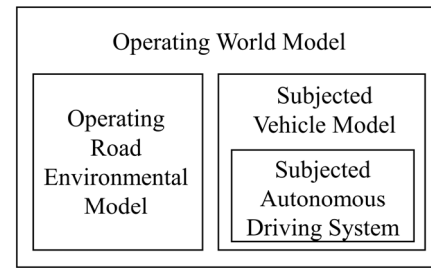 Operating World Model
Operating
Road
Environmental
Model
Subjected
Vehicle Model
Subjected
Autonomous
Driving System